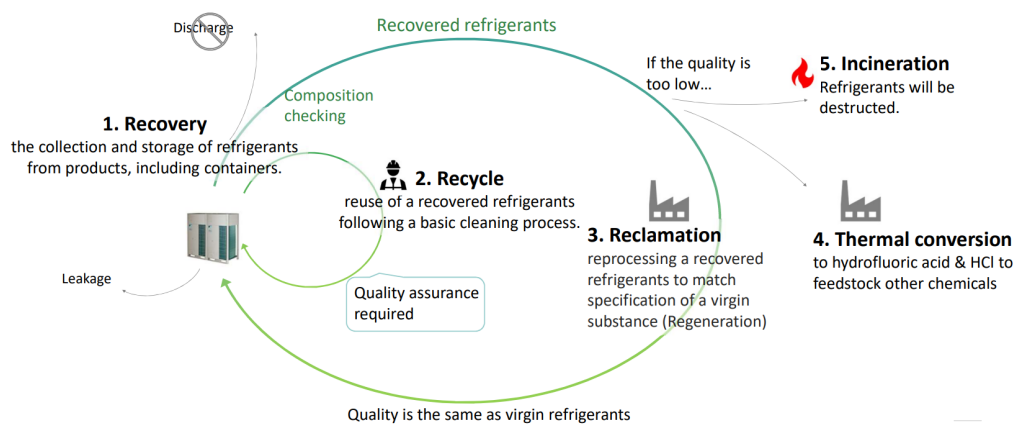 Discharge
Recovered refrigerants
Composition
checking
1. Recovery
the collection and storage of refrigerants
from products, including containers.
2. Recycle
reuse of a recovered refrigerants
following a basic cleaning process.
Quality assurance
required
Leakage
3. Reclamation
reprocessing a recovered
refrigerants to match
specification of a virgin
substance (Regeneration)
If the quality is
too low...
5. Incineration
Refrigerants will be
destructed.
4. Thermal conversion
to hydrofluoric acid & HCl to
feedstock other chemicals
Quality is the same as virgin refrigerants